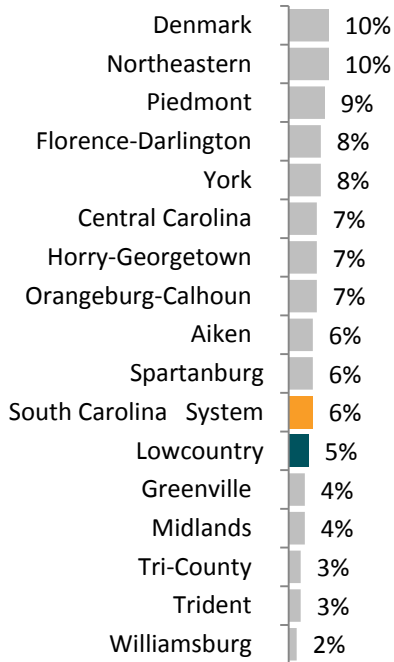 Denmark 10%
Northeastern 10%
Piedmont 9%
Florence-Darlington 8%
York 8%
Central Carolina 7%
Horry-Georgetown 7%
Orangeburg-Calhoun 7%
Aiken 6%
Spartanburg 6%
South Carolina System 6%
Lowcountry 5%
Greenville 4%
Midlands 4%
Tri-County 3%
Trident 3%
Williamsburg 2%